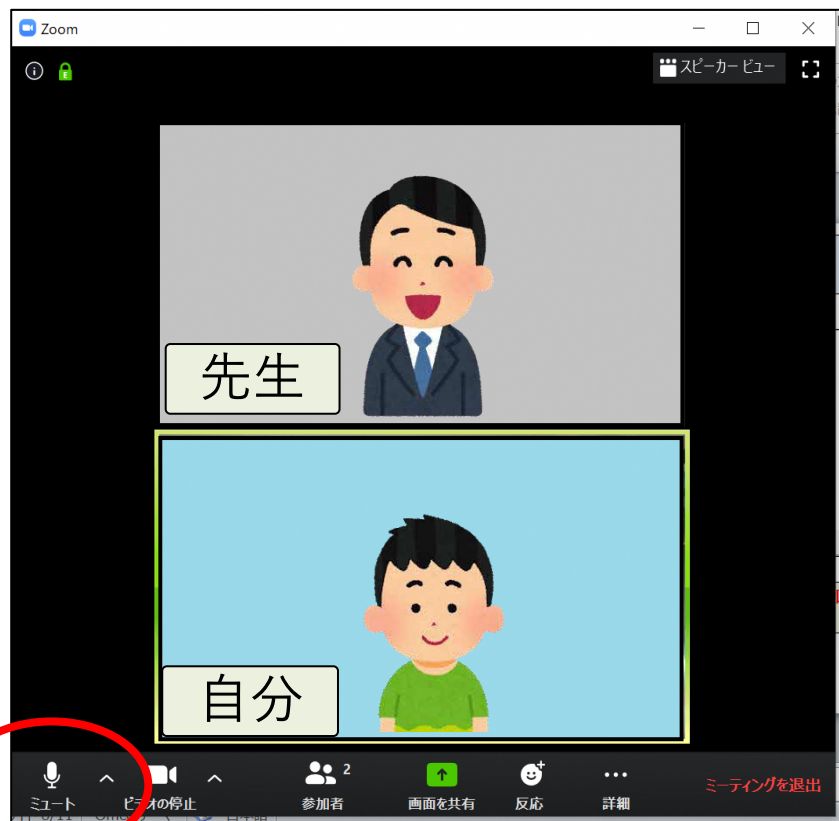 Zoom
スピーカー ビュー
先生
自分
2
ミュート
ビデオの停止
参加者
画面を共有
反応
詳細
ミーティングを退出